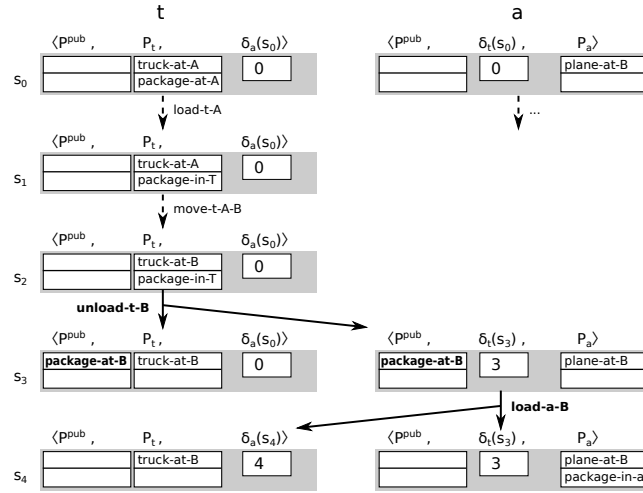 t a
⟨P^pub , P_t , δ_a(s_0)⟩ ⟨P^pub , δ_t(s_0) , P_a⟩
truck-at-A 0 0 plane-at-B
s_0 package-at-A
load-t-A ...
⟨P^pub , P_t , δ_a(s_0)⟩
truck-at-A 0
s_1 package-in-T
move-t-A-B
⟨P^pub , P_t , δ_a(s_0)⟩
truck-at-B 0
s_2 package-in-T
unload-t-B
⟨P^pub , P_t , δ_a(s_0)⟩ ⟨P^pub , δ_t(s_3) , P_a⟩
package-at-B truck-at-B 0 package-at-B 3 plane-at-B
s_3
load-a-B
⟨P^pub , P_t , δ_a(s_4)⟩ ⟨P^pub , δ_t(s_3) , P_a⟩
truck-at-B 4 3 plane-at-B
s_4 package-in-a